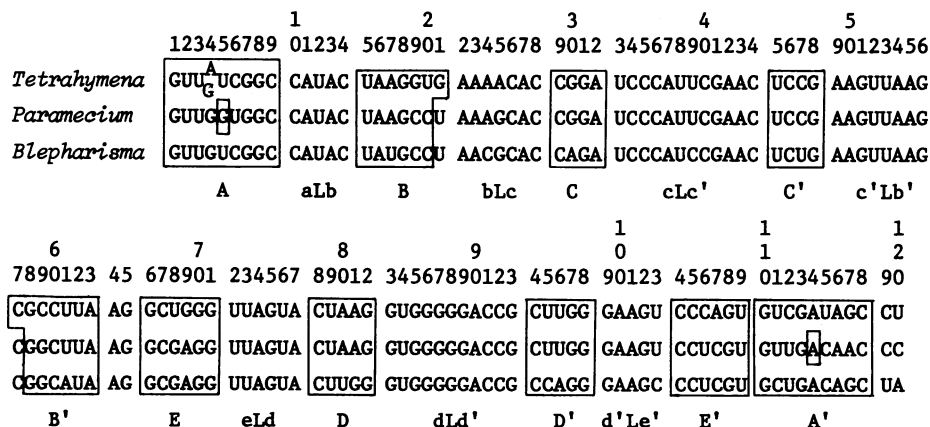 1 2 3 4 5
123456789 01234 5678901 2345678 9012 345678901234 5678 90123456
Tetrahymena GUU A G UCGGC CAUAC UAAGGUG AAAACAC CGGA UCCCAUUCGAAC UCCG AAGUUAAG
Paramecium GUUGGUGGC CAUAC UAAGCCU AAAGCAC CGGA UCCCAUUCGAAC UCCG AAGUUAAG
Blepharisma GUUGUCGGC CAUAC UAUGCCU AACGCAC CAGA UCCCAUCCGAAC UCUG AAGUUAAG
A aLb B bLc C cLc' C' c'Lb'
1 1 1
6 7 8 9 0 1 2
7890123 45 678901 234567 89012 34567890123 45678 90123 456789 012345678 90
CGCCUUA AG GCUGGG UUAGUA CUAAG GUGGGGGACCG CUUGG GAAGU CCCAGU GUCGAUAGC CU
CGGCUUA AG GCGAGG UUAGUA CUAAG GUGGGGGACCG CUUGG GAAGU CCUCGU GUUGACAAC CC
CGGCAUA AG GCGAGG UUAGUA CUUGG GUGGGGGACCG CCAGG GAAGC CCUCGU GCUGACAGC UA
B' E eLd D dLd' D' d'Le' E' A'